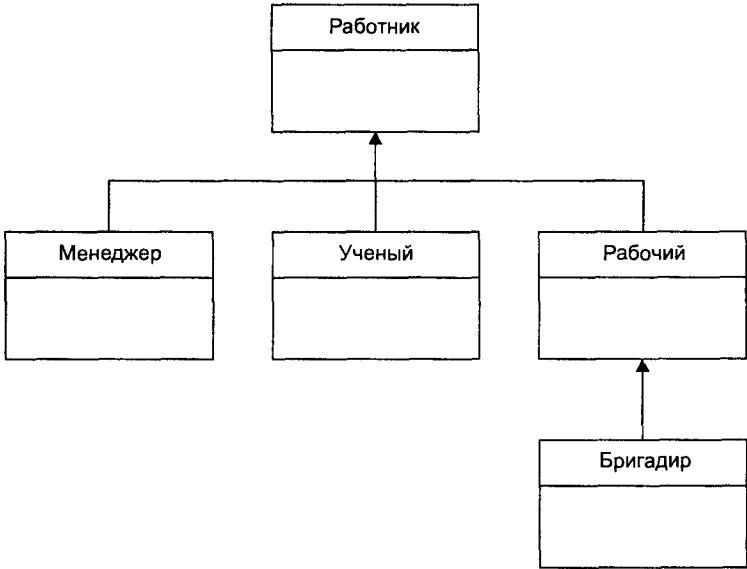 Работник
Менеджер
Ученый
Рабочий
Бригадир